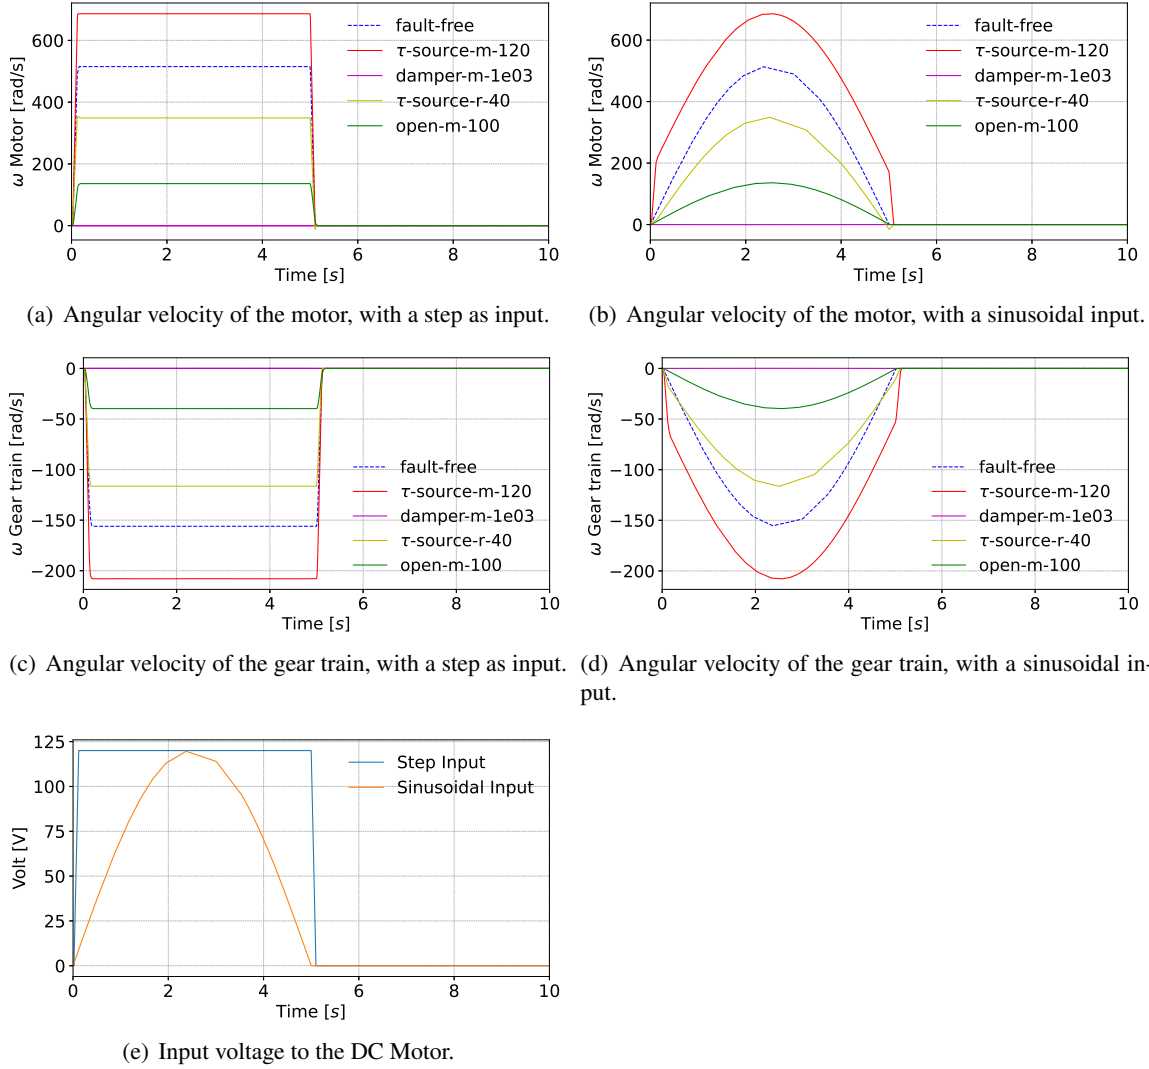 600
400
200
0
ω Motor [rad/s]
fault-free
τ-source-m-120
damper-m-1e03
τ-source-r-40
open-m-100
0 2 4 6 8 10
Time [s]
(a) Angular velocity of the motor, with a step as input.
600
400
200
0
ω Motor [rad/s]
fault-free
τ-source-m-120
damper-m-1e03
τ-source-r-40
open-m-100
0 2 4 6 8 10
Time [s]
(b) Angular velocity of the motor, with a sinusoidal input.
0
−50
−100
−150
−200
ω Gear train [rad/s]
fault-free
τ-source-m-120
damper-m-1e03
τ-source-r-40
open-m-100
0 2 4 6 8 10
Time [s]
(c) Angular velocity of the gear train, with a step as input.
0
−50
−100
−150
−200
ω Gear train [rad/s]
fault-free
τ-source-m-120
damper-m-1e03
τ-source-r-40
open-m-100
0 2 4 6 8 10
Time [s]
(d) Angular velocity of the gear train, with a sinusoidal in-
put.
125
100
75
50
25
0
Volt [V]
Step Input
Sinusoidal Input
0 2 4 6 8 10
Time [s]
(e) Input voltage to the DC Motor.